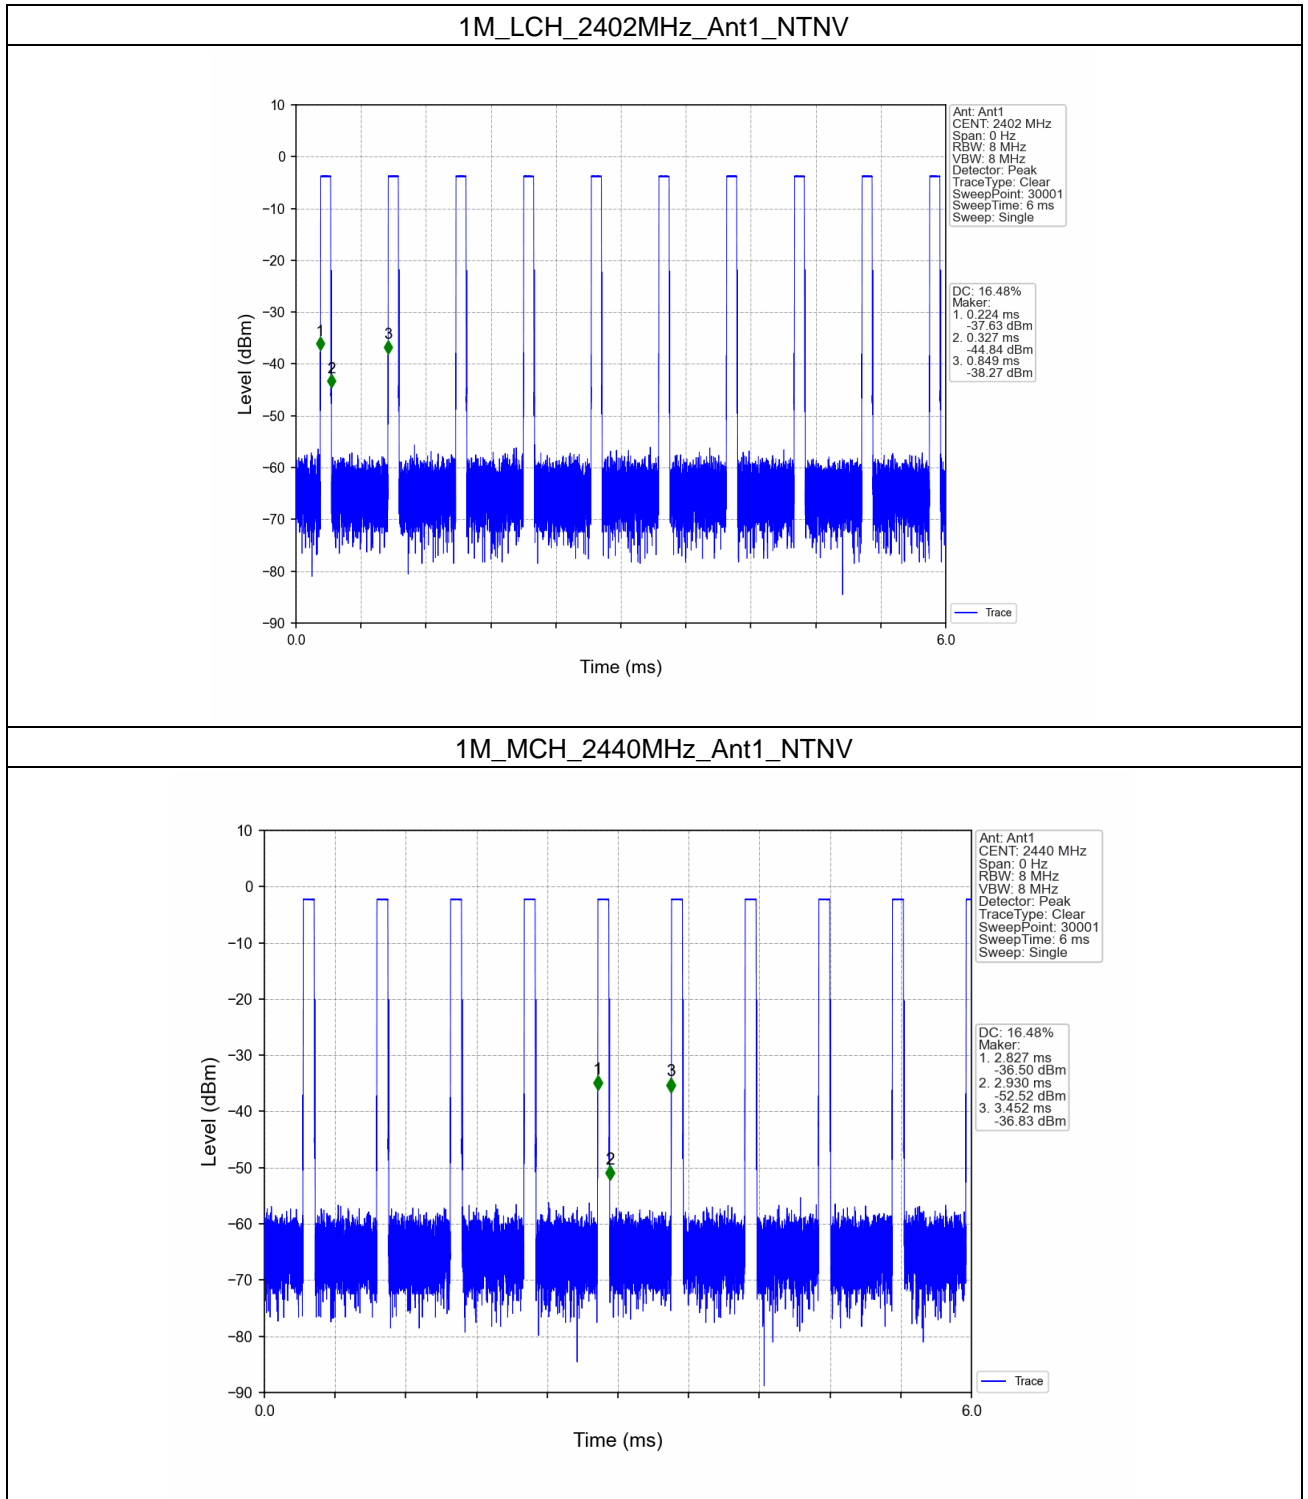 1M_LCH_2402MHz_Ant1_NTNV
10
0
−10
−20
−30
−40
−50
−60
−70
−80
−90
Level (dBm)
1
2
3
0.0
6.0
Time (ms)
Ant: Ant1
CENT: 2402 MHz
Span: 0 Hz
RBW: 8 MHz
VBW: 8 MHz
Detector: Peak
TraceType: Clear
SweepPoint: 30001
SweepTime: 6 ms
Sweep: Single
DC: 16.48%
Maker:
1. 0.224 ms
-37.63 dBm
2. 0.327 ms
-44.84 dBm
3. 0.849 ms
-38.27 dBm
Trace
1M_MCH_2440MHz_Ant1_NTNV
10
0
−10
−20
−30
−40
−50
−60
−70
−80
−90
Level (dBm)
1
2
3
0.0
6.0
Time (ms)
Ant: Ant1
CENT: 2440 MHz
Span: 0 Hz
RBW: 8 MHz
VBW: 8 MHz
Detector: Peak
TraceType: Clear
SweepPoint: 30001
SweepTime: 6 ms
Sweep: Single
DC: 16.48%
Maker:
1. 2.827 ms
-36.50 dBm
2. 2.930 ms
-52.52 dBm
3. 3.452 ms
-36.83 dBm
Trace